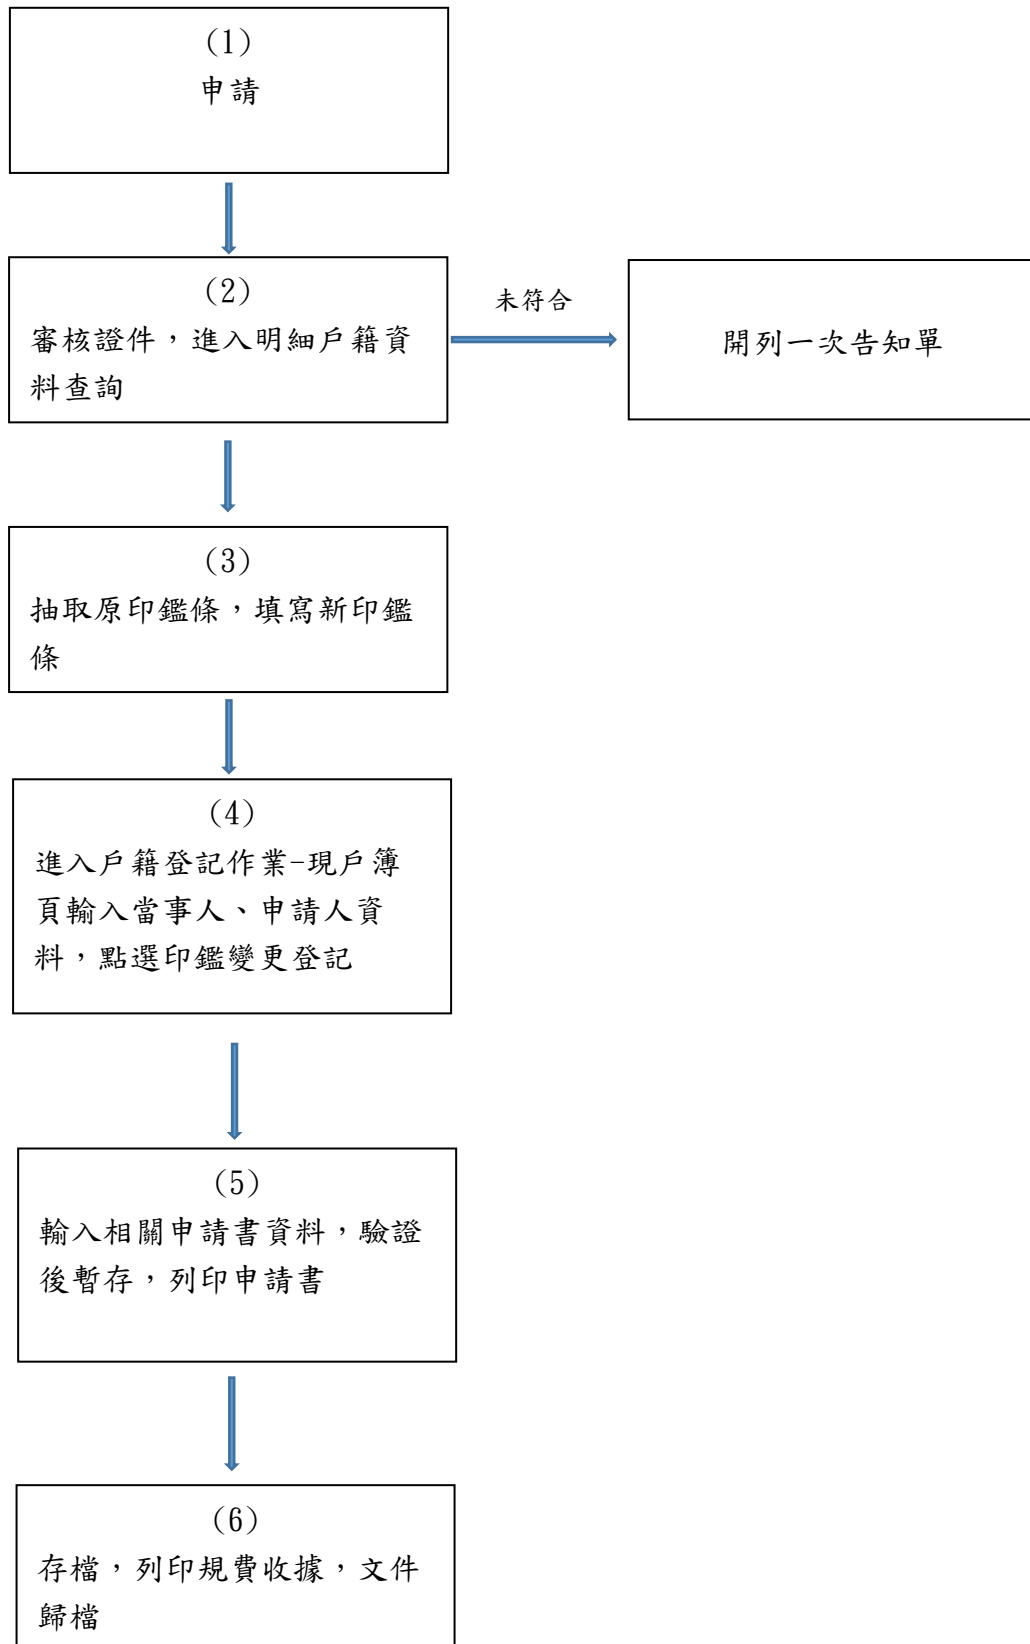 (1)
申請
(2)
審核證件，進入明細戶籍資
料查詢
未符合
開列一次告知單
(3)
抽取原印鑑條，填寫新印鑑
條
(4)
進入戶籍登記作業-現戶簿
頁輸入當事人、申請人資
料，點選印鑑變更登記
(5)
輸入相關申請書資料，驗證
後暫存，列印申請書
(6)
存檔，列印規費收據，文件
歸檔